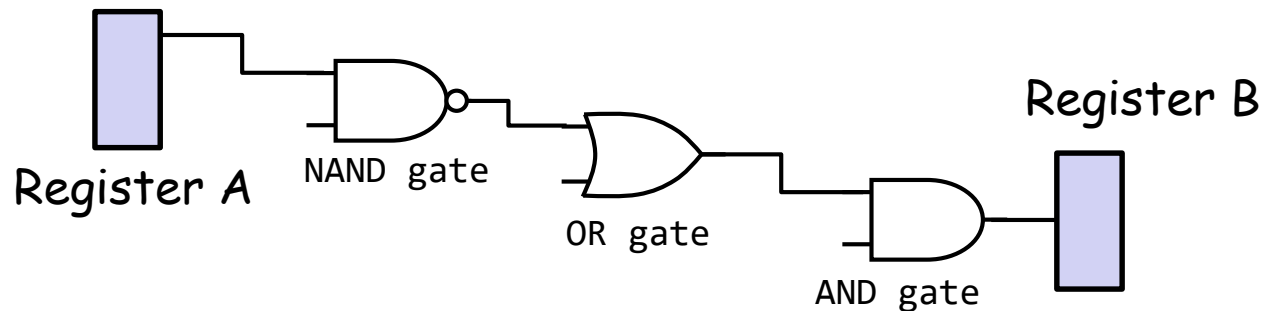 Register A
NAND gate
OR gate
AND gate
Register B